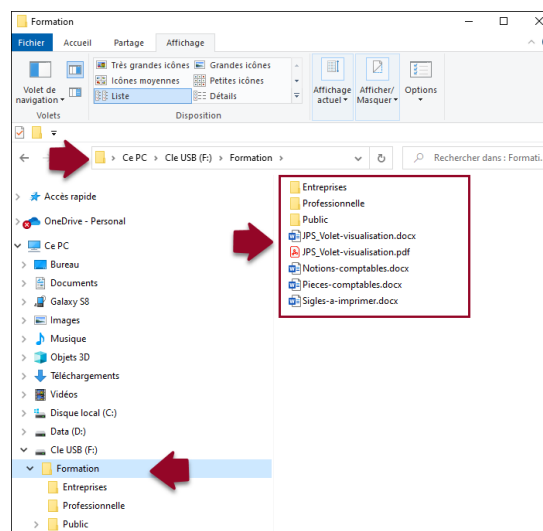 Formation
Fichier Accueil Partage Affichage
Volet de navigation
Très grandes icônes Grandes icônes
Icônes moyennes Petites icônes
Liste Détails
Affichage actuel
Afficher/ Masquer
Options
Volets Disposition
Ce PC > Cle USB (F:) > Formation >
Rechercher dans : Formati...
Accès rapide
OneDrive - Personal
Ce PC
Bureau
Documents
Galaxy S8
Images
Musique
Objets 3D
Téléchargements
Vidéos
Disque local (C:)
Data (D:)
Cle USB (F:)
Formation
Entreprises
Professionnelle
Public
Entreprises
Professionnelle
Public
JPS_Volet-visualisation.docx
JPS_Volet-visualisation.pdf
Notions-comptables.docx
Pieces-comptables.docx
Sigles-a-imprimer.docx